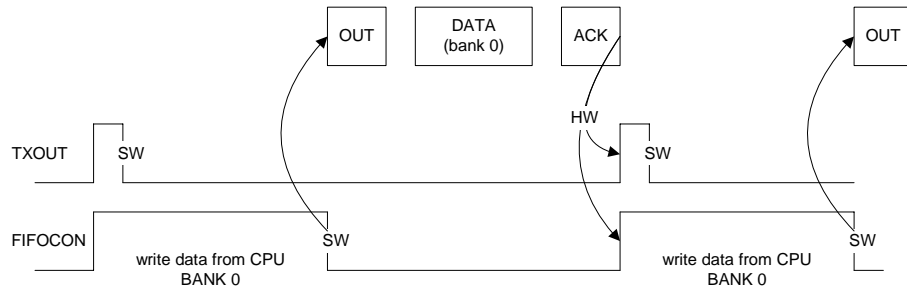 OUT
DATA
(bank 0)
ACK
OUT
HW
TXOUT
SW
SW
FIFOCON
SW
SW
write data from CPU
BANK 0
write data from CPU
BANK 0